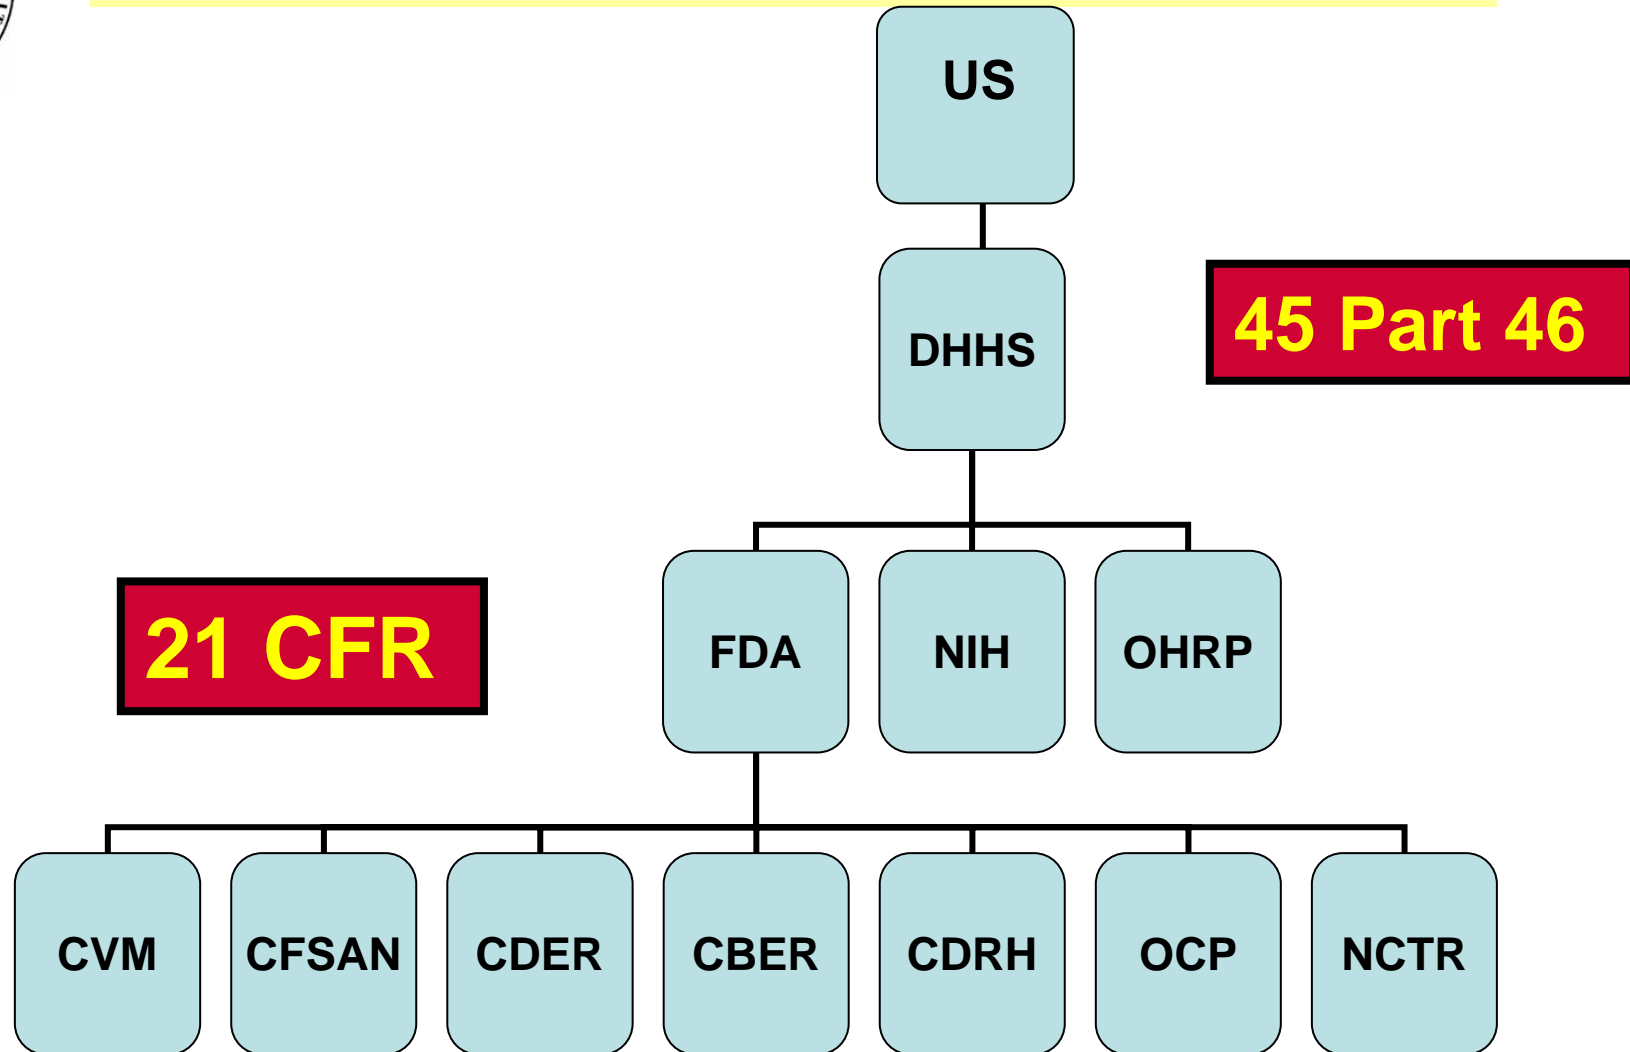 US
DHHS
45 Part 46
21 CFR
FDA
NIH
OHRP
CVM
CFSAN
CDER
CBER
CDRH
OCP
NCTR